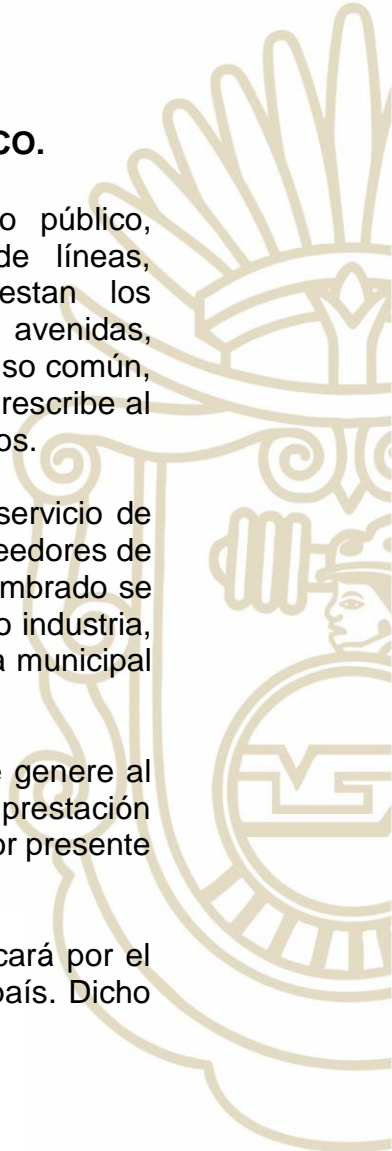 CO.
o público,
de líneas,
estan los
avenidas,
so común,
rescribe al
os.
servicio de
eedores de
mbrado se
o industria,
a municipal
e genere al
prestación
or presente
cará por el
país. Dicho